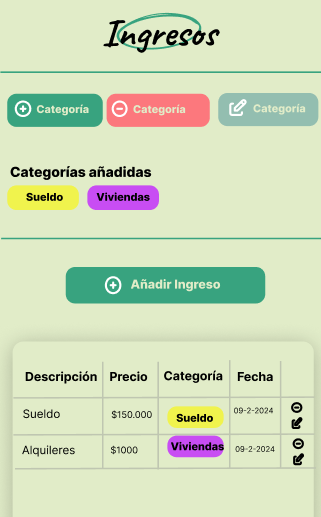 Ingresos
Categoría Categoría Categoría
Categorías añadidas
Sueldo Viviendas
Añadir Ingreso
Descripción Precio Categoría Fecha
Sueldo $150.000 Sueldo 09-2-2024
Alquileres $1000 Viviendas 09-2-2024